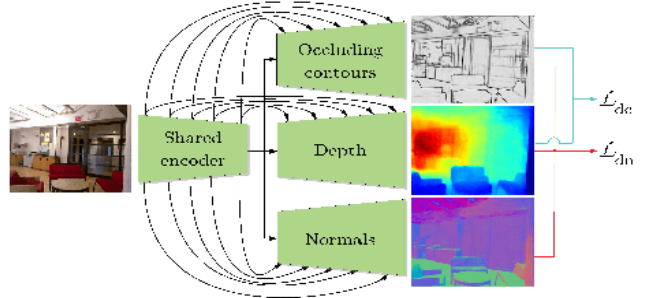 Occluding
contours
Shared
encoder
Depth
Normals
ℒdc
ℒdn